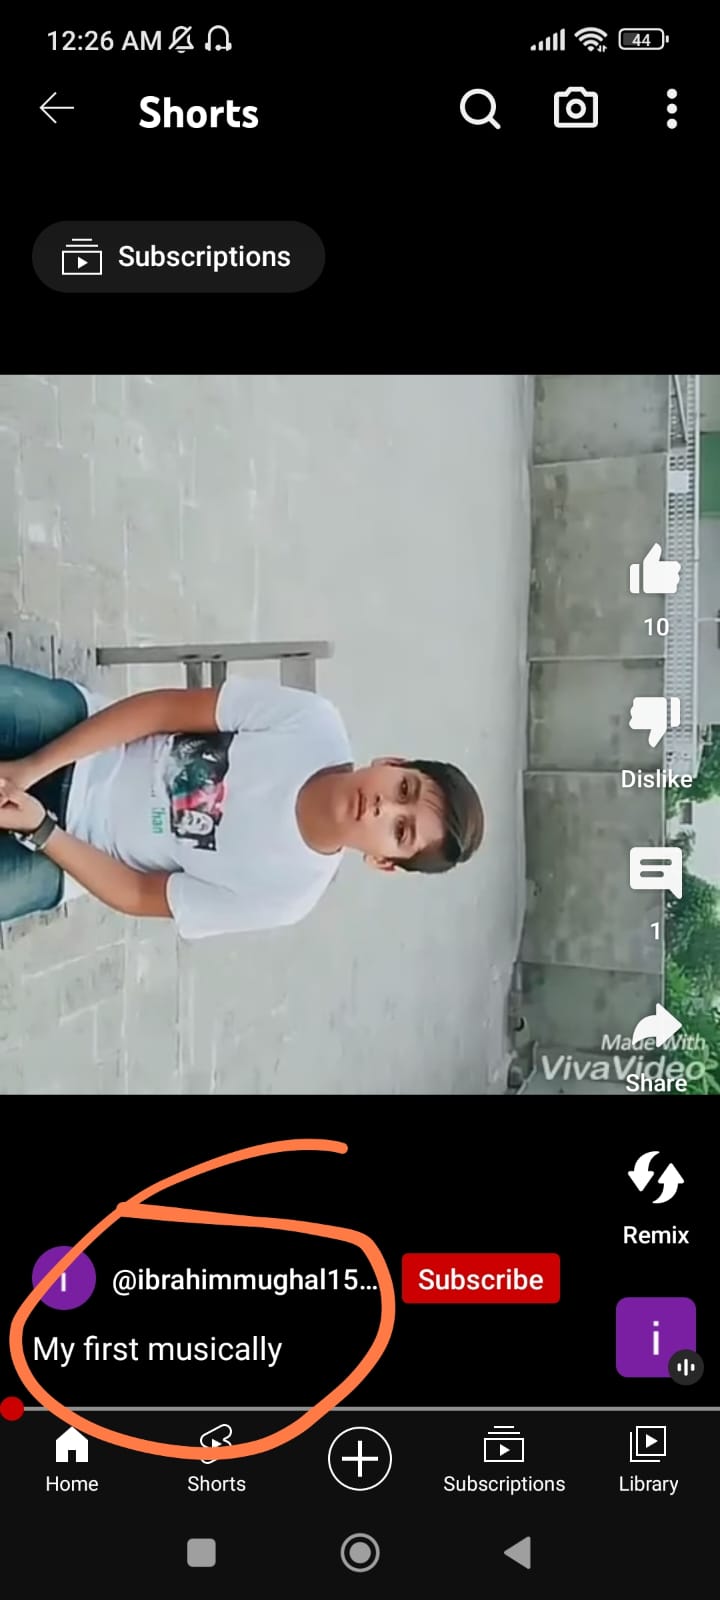 12:26 AM
44
Shorts
Subscriptions
10
Dislike
1
Made With
VivaVideo
Share
Remix
@ibrahimmughal15...
Subscribe
My first musically
i
Home
Shorts
Subscriptions
Library